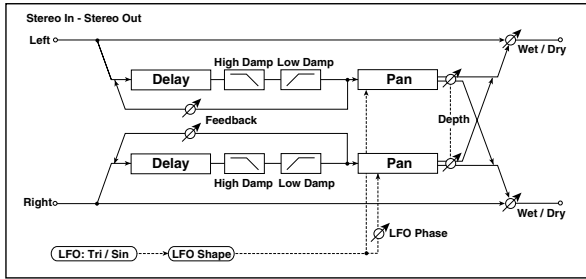 Stereo In - Stereo Out
Left
Wet / Dry
High Damp Low Damp
Delay
Pan
Feedback
Depth
Delay
Pan
High Damp Low Damp
Right
Wet / Dry
LFO Phase
LFO: Tri / Sin
LFO Shape